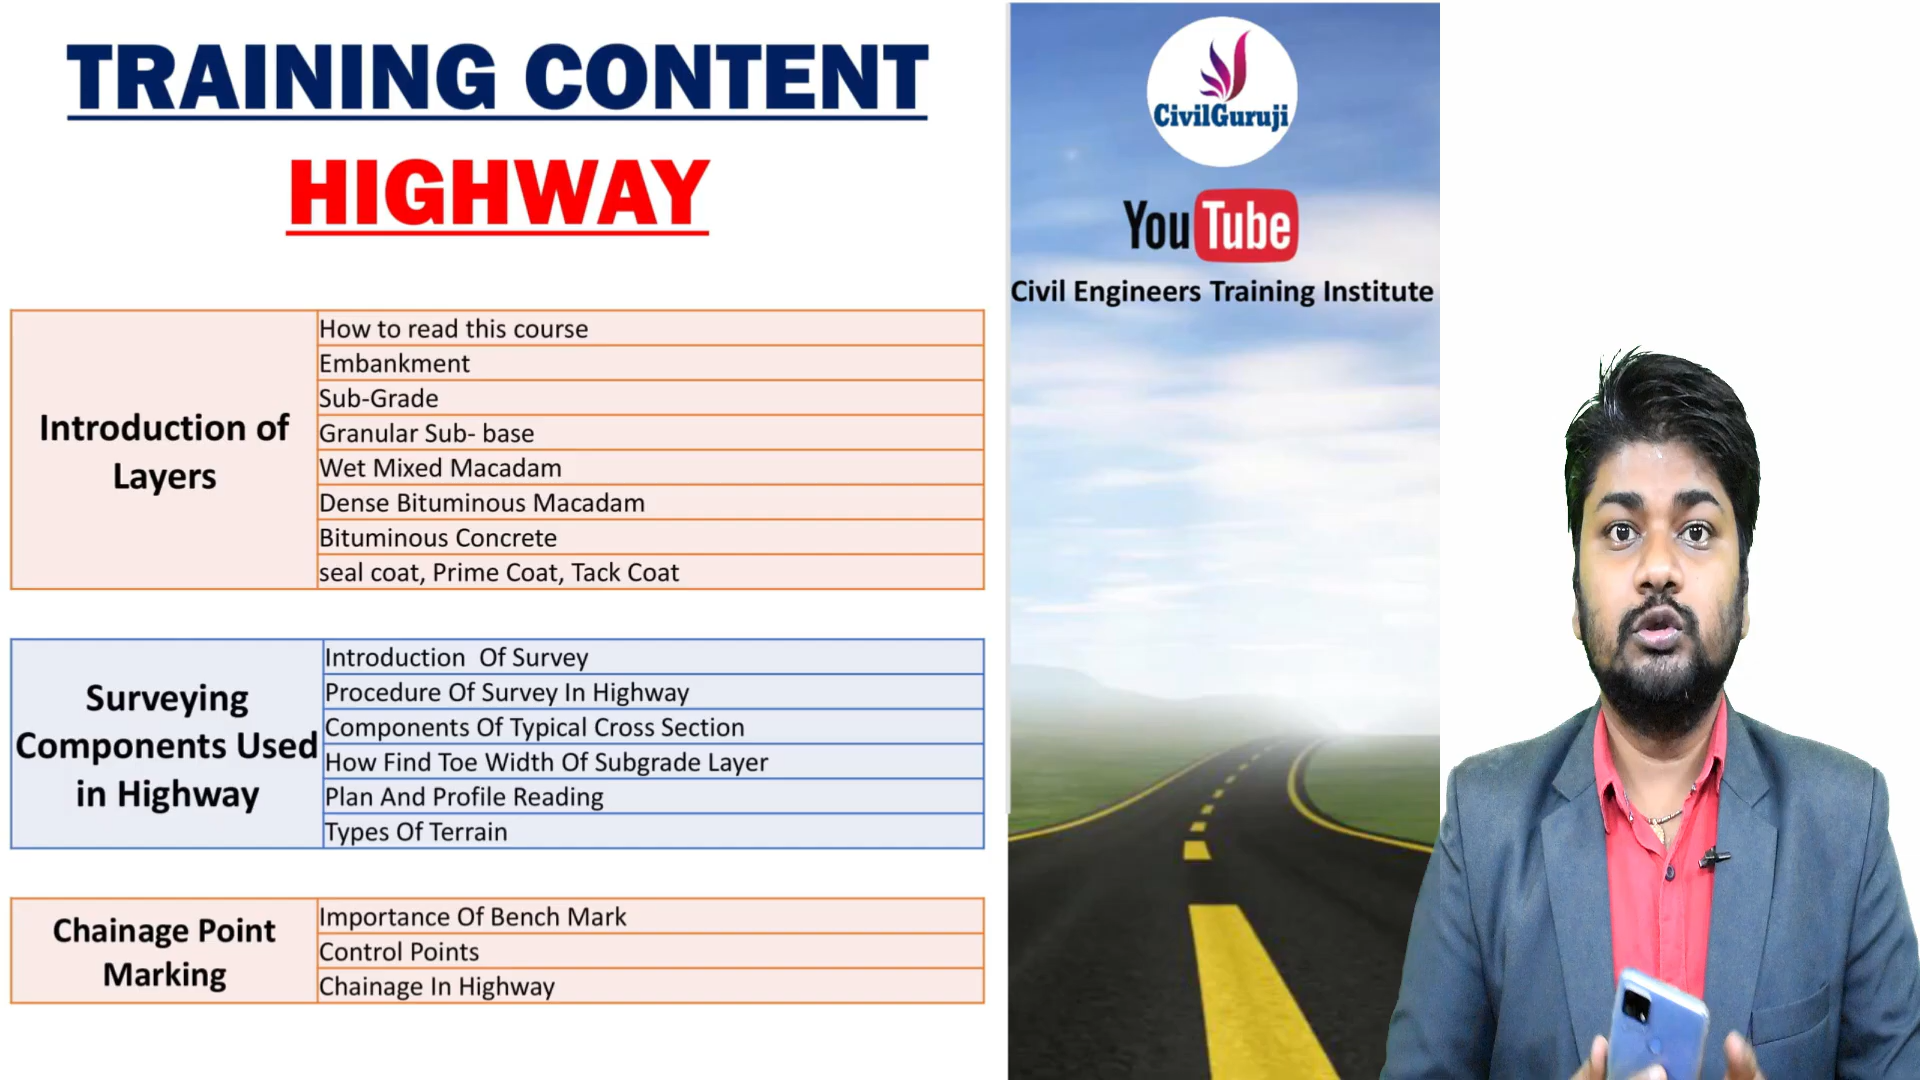 TRAINING CONTENT
HIGHWAY
Introduction of
Layers
How to read this course
Embankment
Sub-Grade
Granular Sub- base
Wet Mixed Macadam
Dense Bituminous Macadam
Bituminous Concrete
seal coat, Prime Coat, Tack Coat
Surveying
Components Used
in Highway
Introduction  Of Survey
Procedure Of Survey In Highway
Components Of Typical Cross Section
How Find Toe Width Of Subgrade Layer
Plan And Profile Reading
Types Of Terrain
Chainage Point
Marking
Importance Of Bench Mark
Control Points
Chainage In Highway
CivilGuruji
YouTube
Civil Engineers Training Institute